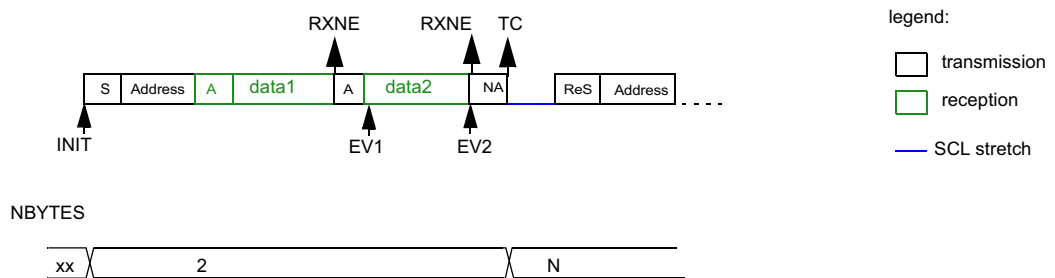 legend:
RXNE RXNE TC
transmission
S Address A data1 A data2 NA ReS Address
reception
INIT EV1 EV2
SCL stretch
NBYTES
xx 2 N